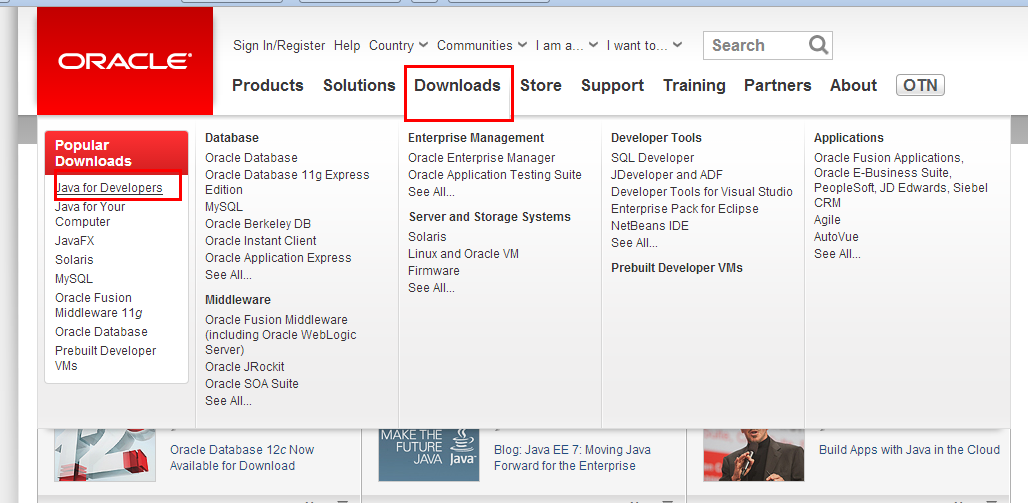 ORACLE
Sign In/Register Help Country Communities I am a... I want to... Search
Products Solutions Downloads Store Support Training Partners About OTN
Popular
Downloads
Java for Developers
Java for Your
Computer
JavaFX
Solaris
MySQL
Oracle Fusion
Middleware 11g
Oracle Database
Prebuilt Developer
VMs
Database
Oracle Database
Oracle Database 11g Express
Edition
MySQL
Oracle Berkeley DB
Oracle Instant Client
Oracle Application Express
See All...
Middleware
Oracle Fusion Middleware
(including Oracle WebLogic
Server)
Oracle JRockit
Oracle SOA Suite
See All...
Enterprise Management
Oracle Enterprise Manager
Oracle Application Testing Suite
See All...
Server and Storage Systems
Solaris
Linux and Oracle VM
Firmware
See All...
Developer Tools
SQL Developer
JDeveloper and ADF
Developer Tools for Visual Studio
Enterprise Pack for Eclipse
NetBeans IDE
See All...
Prebuilt Developer VMs
Applications
Oracle Fusion Applications,
Oracle E-Business Suite,
PeopleSoft, JD Edwards, Siebel
CRM
Agile
AutoVue
See All...
Oracle Database 12c Now
Available for Download
MAKE THE
FUTURE
JAVA
Java
Blog: Java EE 7: Moving Java
Forward for the Enterprise
Build Apps with Java in the Cloud